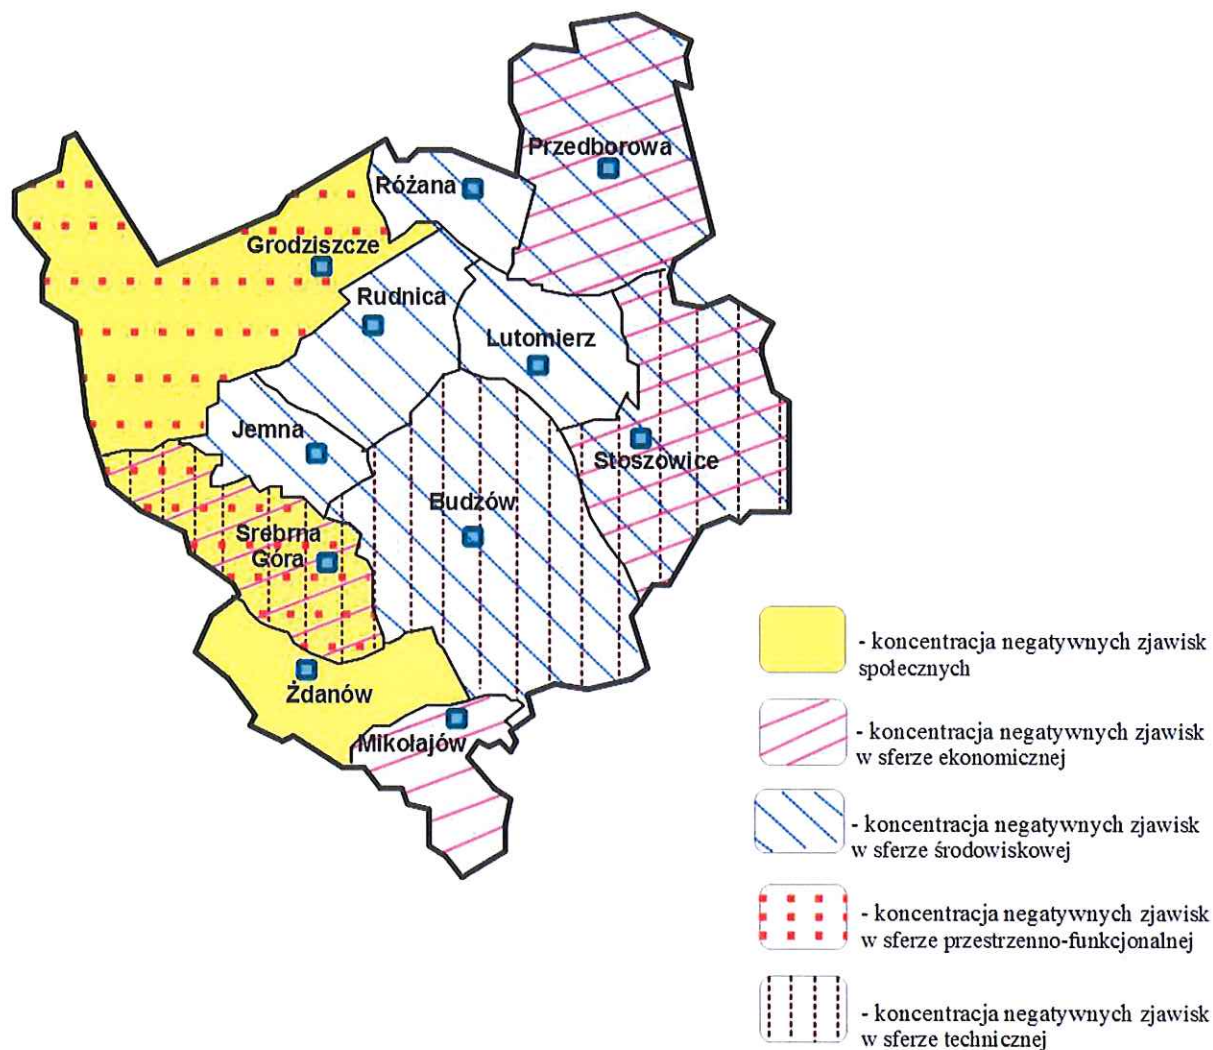 Przedborowa
Różana
Grodziszcze
Rudnica
Lutomierz
Jemna
Stoszowice
Budzów
Srebrna
Góra
Żdanów
Mikołajów
- koncentracja negatywnych zjawisk
społecznych
- koncentracja negatywnych zjawisk
w sferze ekonomicznej
- koncentracja negatywnych zjawisk
w sferze środowiskowej
- koncentracja negatywnych zjawisk
w sferze przestrzenno-funkcjonalnej
- koncentracja negatywnych zjawisk
w sferze technicznej